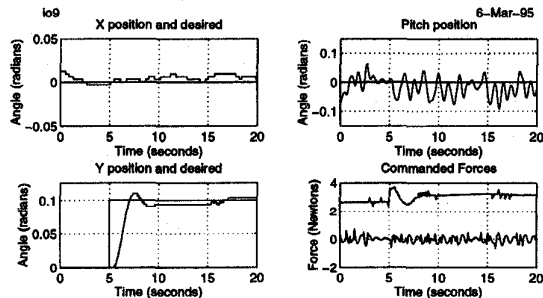 io9
6-Mar-95
X position and desired
Angle (radians)
0.05
0
-0.05
0 5 10 15 20
Time (seconds)
Pitch position
Angle (radians)
0.1
0
-0.1
0 5 10 15 20
Time (seconds)
Y position and desired
Angle (radians)
0.1
0.05
0
0 5 10 15 20
Time (seconds)
Commanded Forces
Force (Newtons)
4
2
0
-2
0 5 10 15 20
Time (seconds)